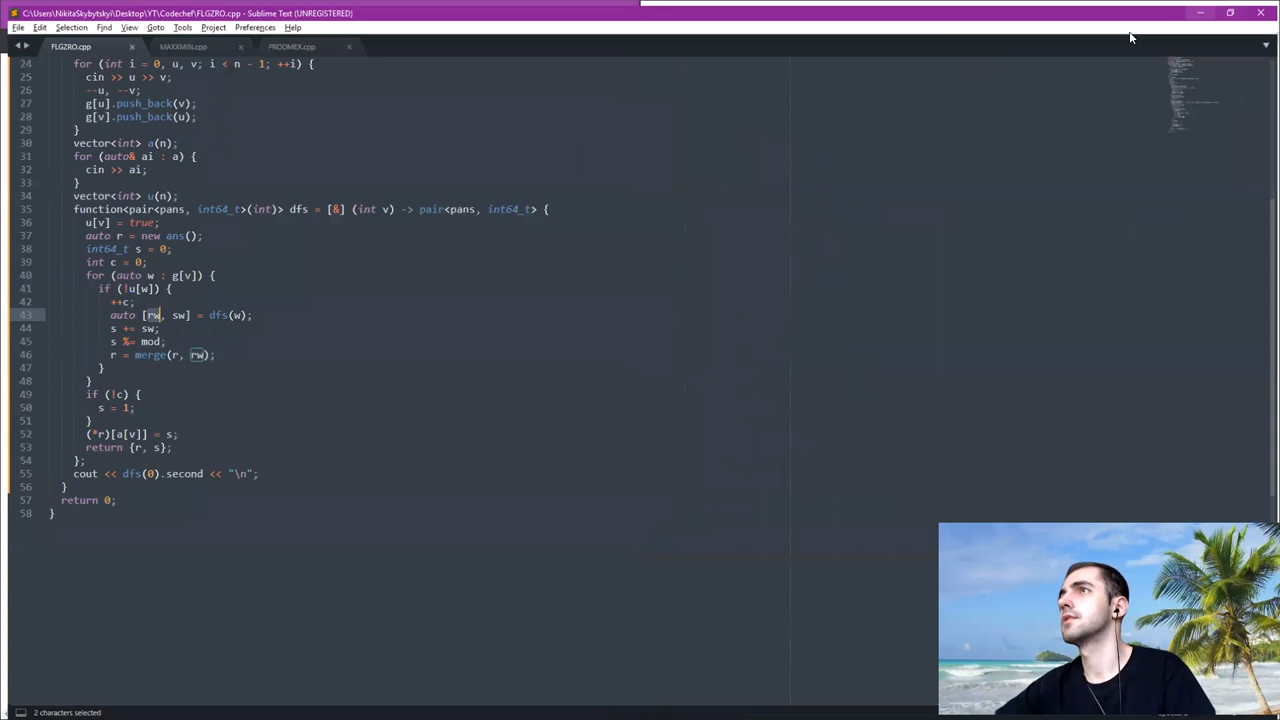 C:\Users\NikitaSkybytskyi\Desktop\YT\Codechef\FLGZRO.cpp - Sublime Text (UNREGISTERED)
File Edit Selection Find View Goto Tools Project Preferences Help
FLGZRO.cpp MAXXMIN.cpp PRODMEX.cpp
24 for (int i = 0, u, v; i < n - 1; ++i) {
25 cin >> u >> v;
26 --u, --v;
27 g[u].push_back(v);
28 g[v].push_back(u);
29 }
30 vector<int> a(n);
31 for (auto& ai : a) {
32 cin >> ai;
33 }
34 vector<int> u(n);
35 function<pair<pans, int64_t>(int)> dfs = [&] (int v) -> pair<pans, int64_t> {
36 u[v] = true;
37 auto r = new ans();
38 int64_t s = 0;
39 int c = 0;
40 for (auto w : g[v]) {
41 if (!u[w]) {
42 ++c;
43 auto [rw, sw] = dfs(w);
44 s += sw;
45 s %= mod;
46 r = merge(r, rw);
47 }
48 }
49 if (!c) {
50 s = 1;
51 }
52 (*r)[a[v]] = s;
53 return {r, s};
54 };
55 cout << dfs(0).second << "\n";
56 }
57 return 0;
58 }
2 characters selected